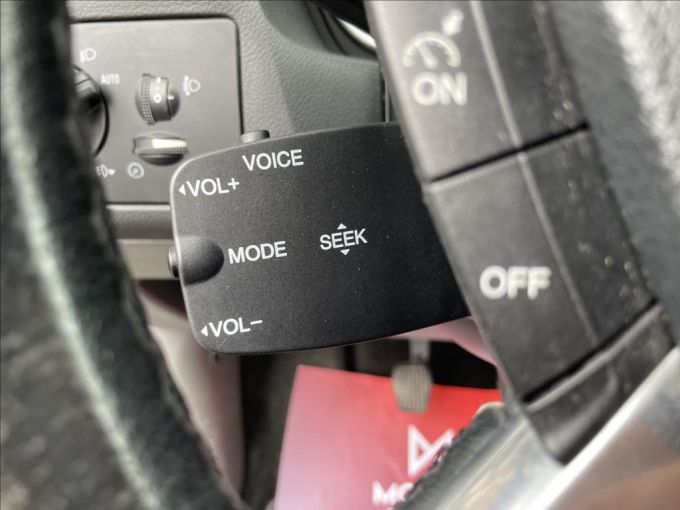 AUTO
ON
VOICE
VOL+
MODE
SEEK
VOL−
OFF